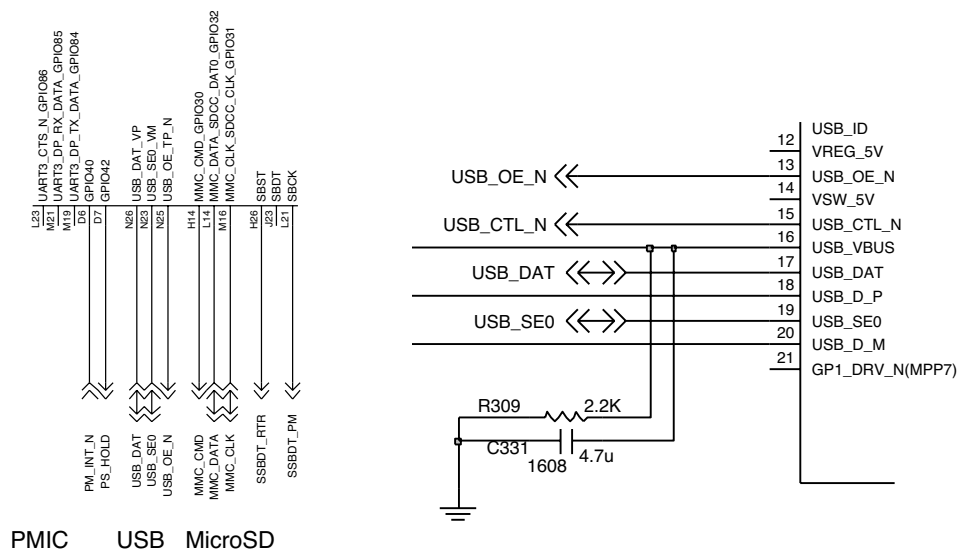 UART3_CTS_N_GPIO86
UART3_DP_RX_DATA_GPIO85
UART3_DP_TX_DATA_GPIO84
GPIO40
GPIO42
USB_DAT_VP
USB_SE0_VM
USB_OE_TP_N
MMC_CMD_GPIO30
MMC_DATA_SDCC_DAT0_GPIO32
MMC_CLK_SDCC_CLK_GPIO31
SBST
SBDT
SBCK
L23
M21
M19
D6
D7
N26
N23
N25
H14
L14
M16
H26
J23
L21
PM_INT_N
PS_HOLD
USB_DAT
USB_SE0
USB_OE_N
MMC_CMD
MMC_DATA
MMC_CLK
SSBDT_RTR
SSBDT_PM
PMIC USB MicroSD
USB_ID
12 VREG_5V
USB_OE_N 13 USB_OE_N
14 VSW_5V
USB_CTL_N 15 USB_CTL_N
16 USB_VBUS
USB_DAT 17 USB_DAT
18 USB_D_P
USB_SE0 19 USB_SE0
20 USB_D_M
21 GP1_DRV_N(MPP7)
R309 2.2K
C331 4.7u
1608